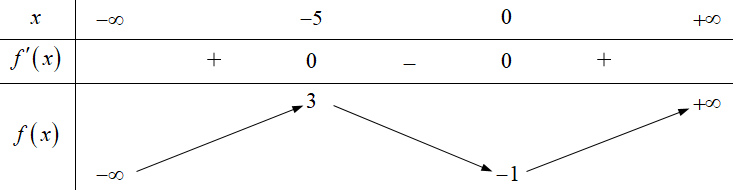 x −∞ −5 0 +∞
f′(x) + 0 − 0 +
3 +∞
f(x)
−∞ −1